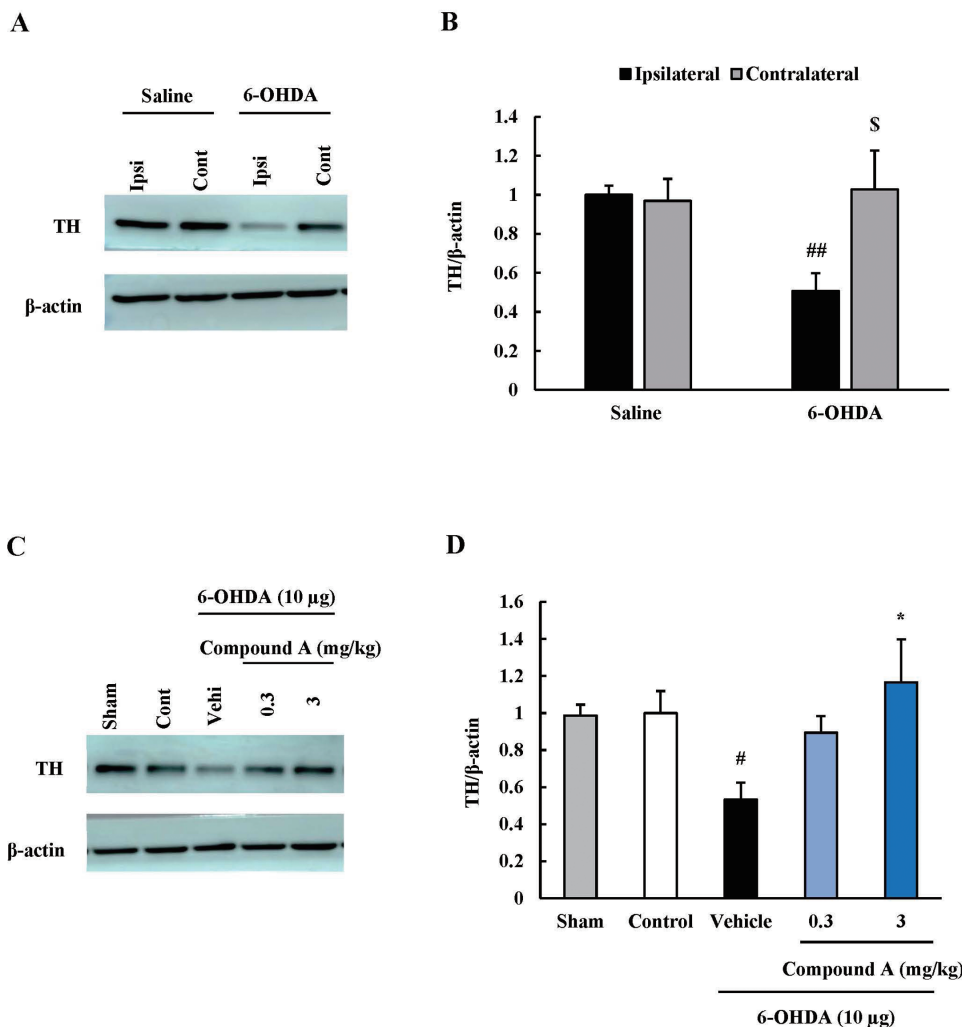 A
Saline 6-OHDA
Ipsi Cont Ipsi Cont
TH
β-actin
B
Ipsilateral Contralateral
1.4
$
1.2
1
0.8
##
0.6
0.4
0.2
0
TH/β-actin
Saline 6-OHDA
C
6-OHDA (10 µg)
Compound A (mg/kg)
Sham Cont Vehi 0.3 3
TH
β-actin
D
1.6
*
1.4
1.2
1
0.8
#
0.6
0.4
0.2
0
TH/β-actin
Sham Control Vehicle 0.3 3
Compound A (mg/kg)
6-OHDA (10 µg)